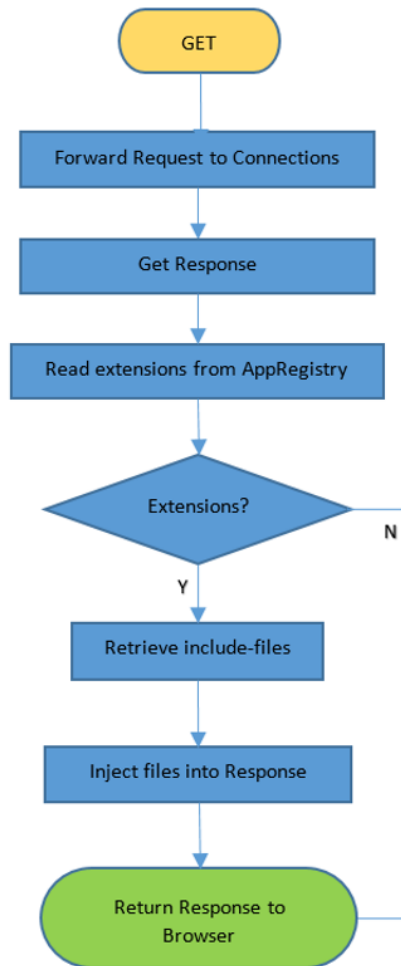 GET
Forward Request to Connections
Get Response
Read extensions from AppRegistry
Extensions?
N
Y
Retrieve include-files
Inject files into Response
Return Response to
Browser